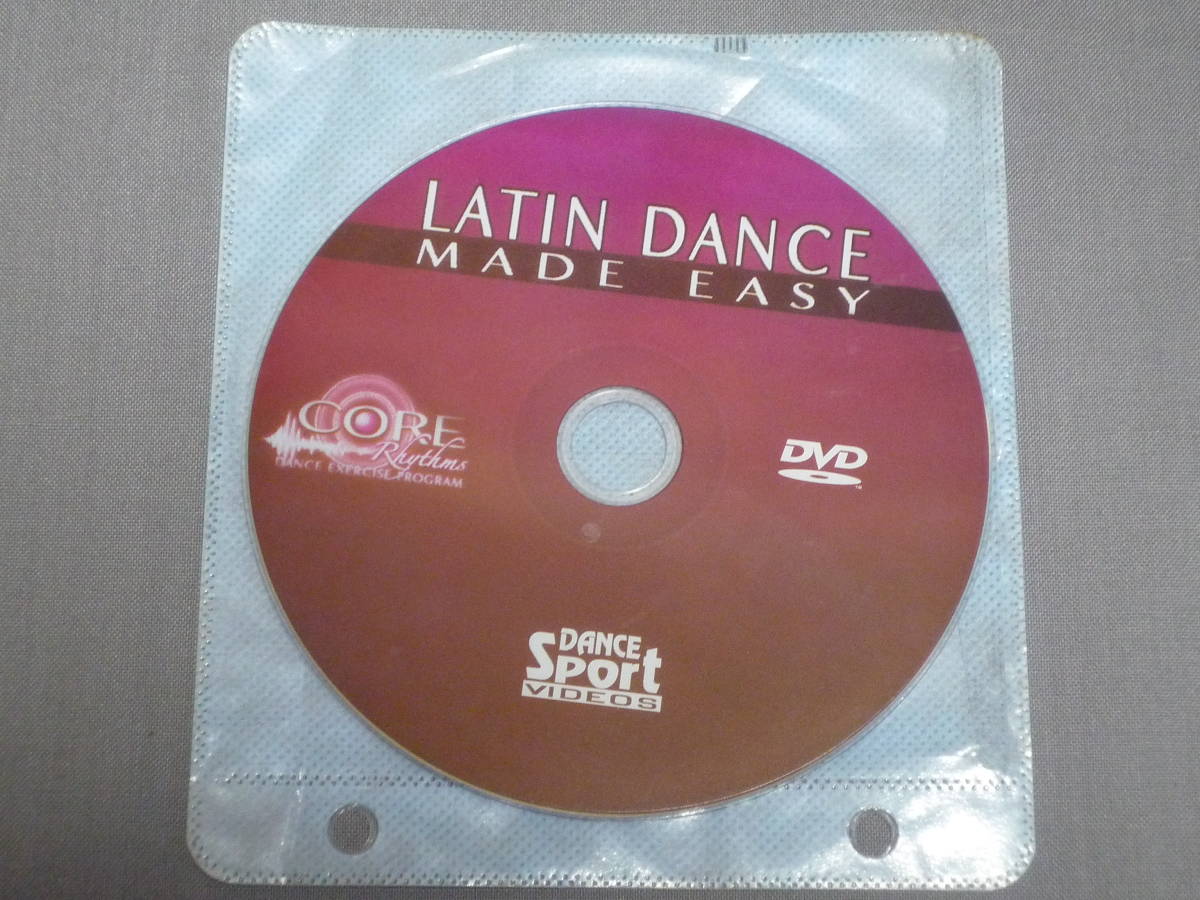 LATIN DANCE
MADE EASY
CORE
Rhythms
DANCE EXERCISE PROGRAM
DVD
DANCE
Sport
VIDEOS